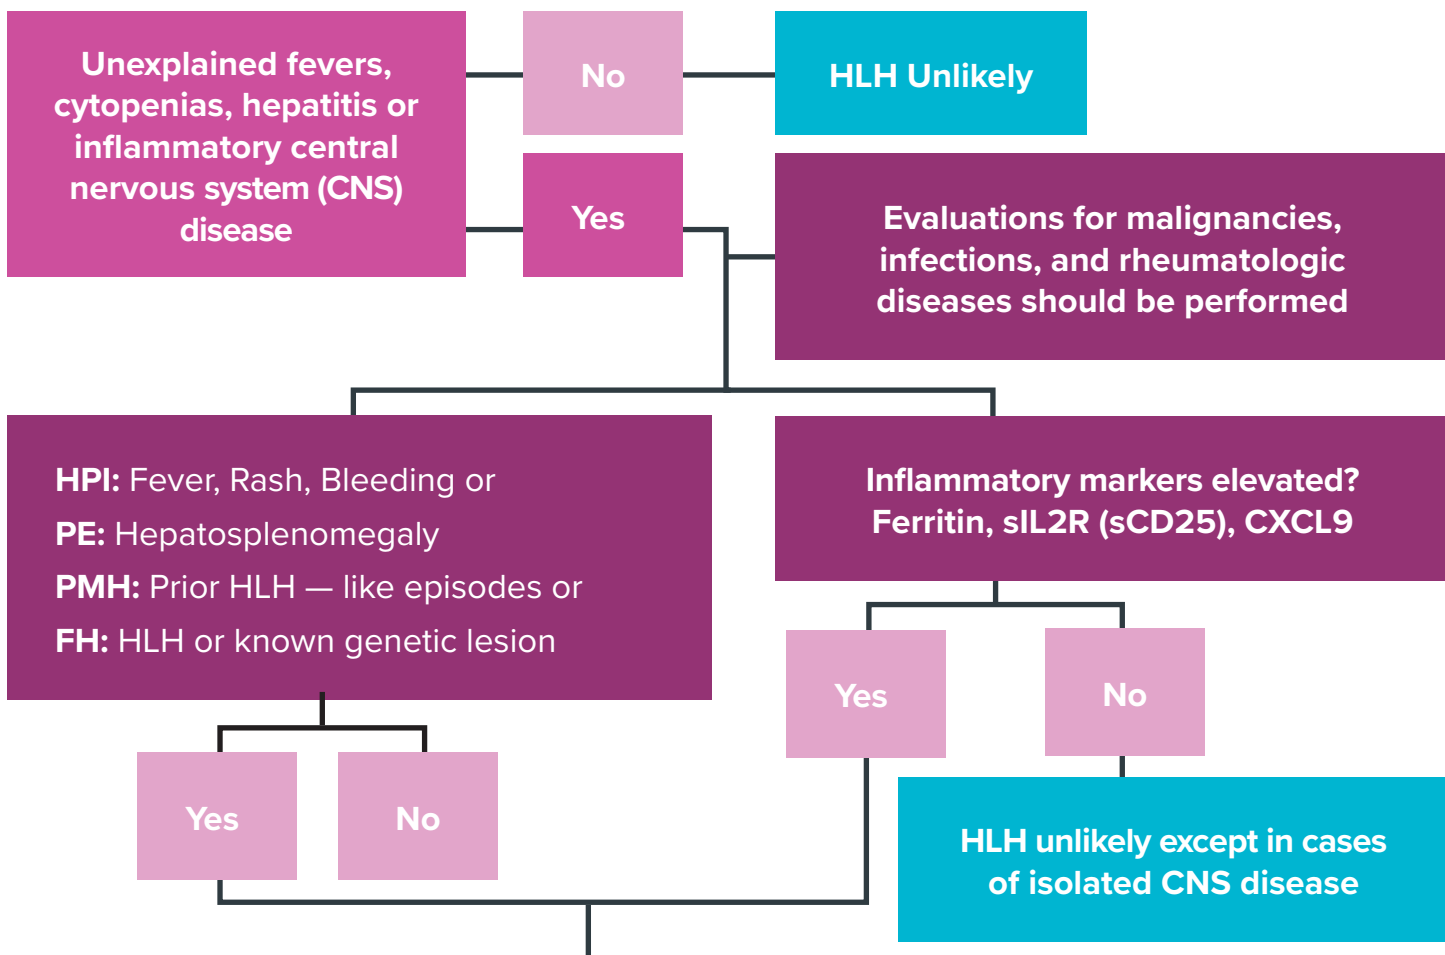 Unexplained fevers,
cytopenias, hepatitis or
inflammatory central
nervous system (CNS)
disease
No
HLH Unlikely
Yes
Evaluations for malignancies,
infections, and rheumatologic
diseases should be performed
HPI: Fever, Rash, Bleeding or
PE: Hepatosplenomegaly
PMH: Prior HLH — like episodes or
FH: HLH or known genetic lesion
Inflammatory markers elevated?
Ferritin, sIL2R (sCD25), CXCL9
Yes
No
Yes
No
HLH unlikely except in cases
of isolated CNS disease